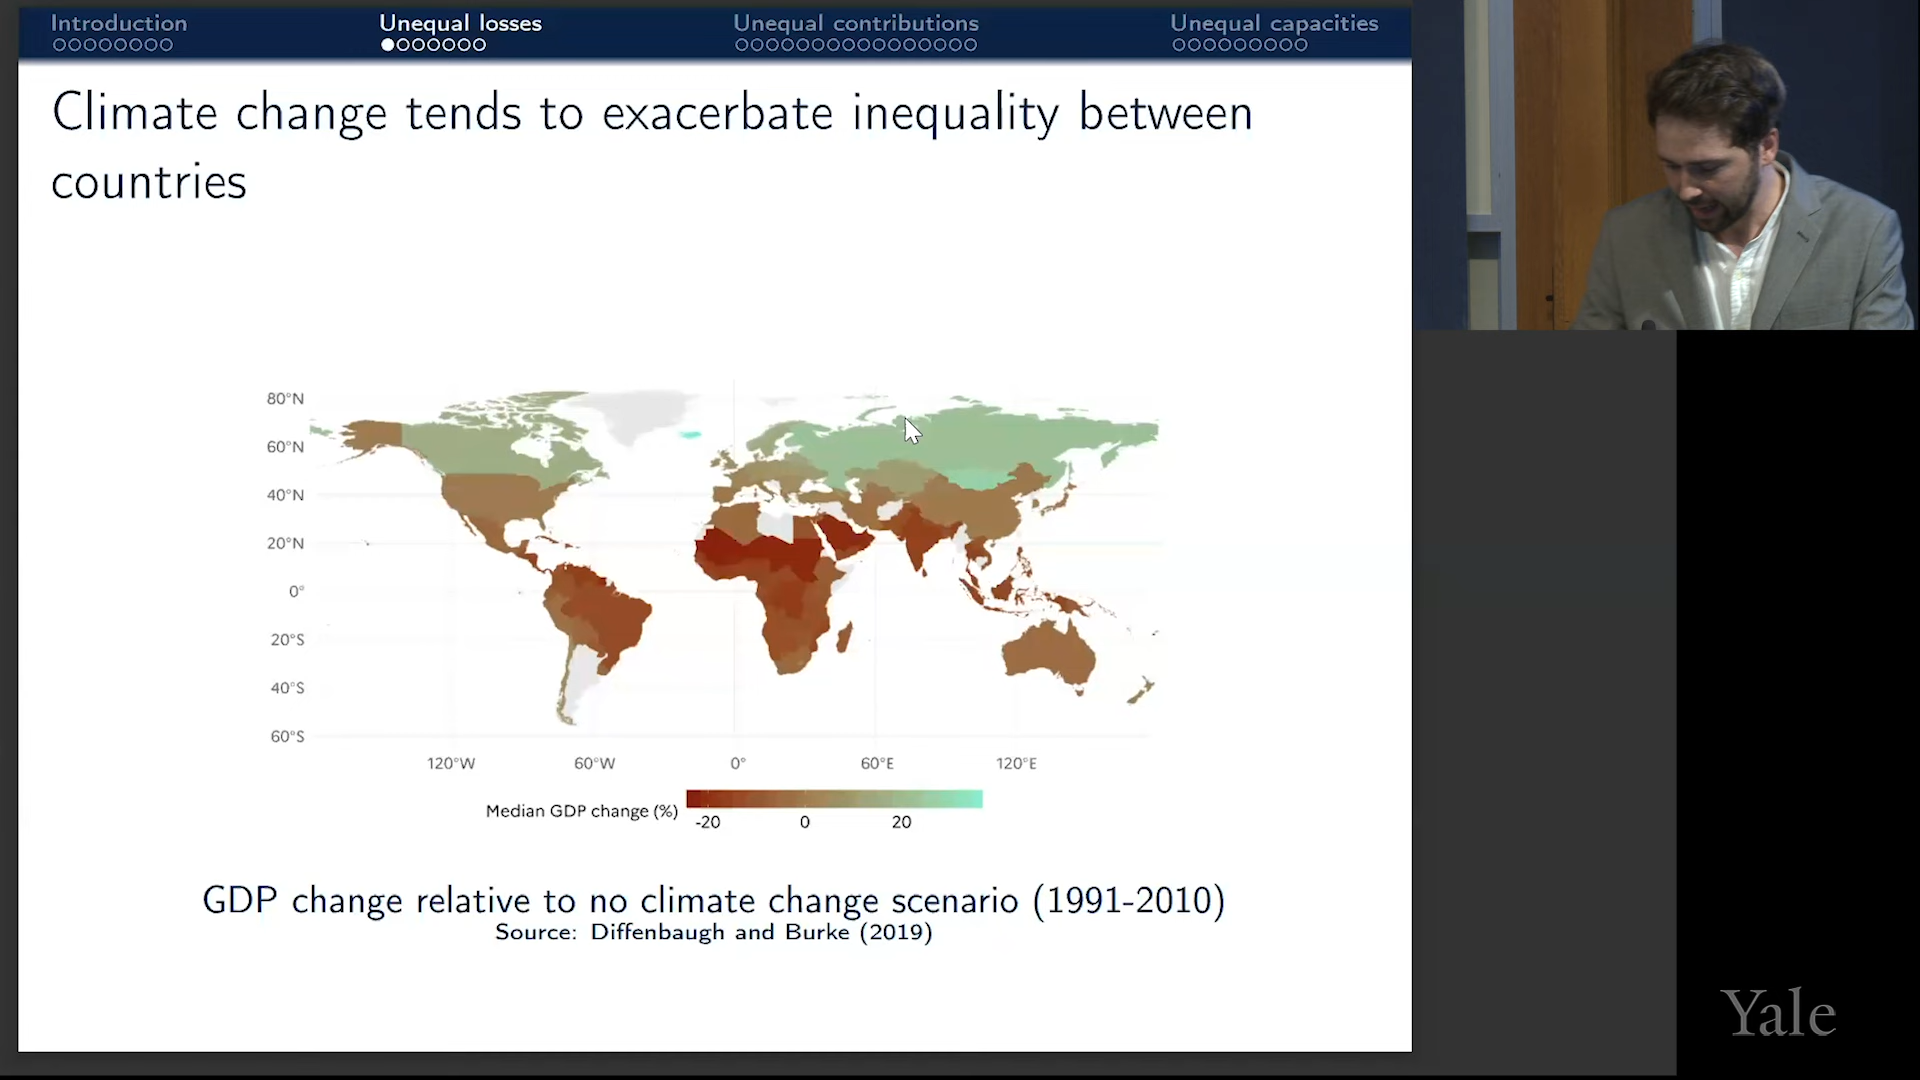 Introduction
Unequal losses
Unequal contributions
Unequal capacities
Climate change tends to exacerbate inequality between
countries
80°N
60°N
40°N
20°N
0°
20°S
40°S
60°S
120°W
60°W
0°
60°E
120°E
Median GDP change (%)
-20
0
20
GDP change relative to no climate change scenario (1991-2010)
Source: Diffenbaugh and Burke (2019)
Yale